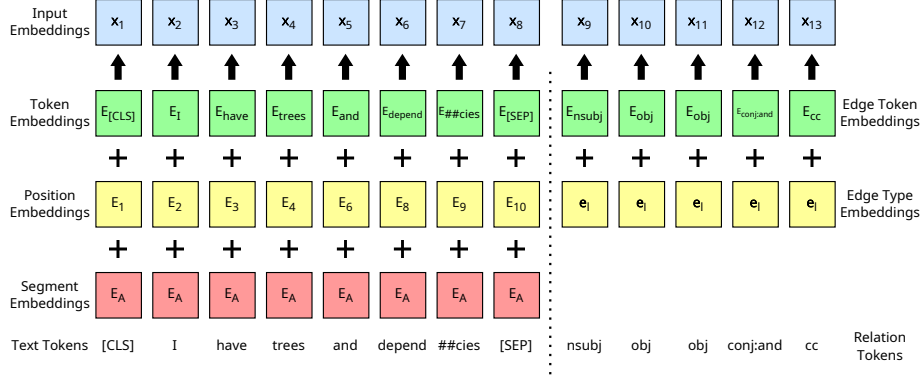 Input Embeddings x1 x2 x3 x4 x5 x6 x7 x8 x9 x10 x11 x12 x13
Token Embeddings E[CLS] EI Ehave Etrees Eand Edepend E##cies E[SEP] Ensubj Eobj Eobj Econj:and Ecc Edge Token Embeddings
+ + + + + + + + + + + + +
Position Embeddings E1 E2 E3 E4 E6 E8 E9 E10 el el el el el Edge Type Embeddings
+ + + + + + + +
Segment Embeddings EA EA EA EA EA EA EA EA
Text Tokens [CLS] I have trees and depend ##cies [SEP] nsubj obj obj conj:and cc Relation Tokens